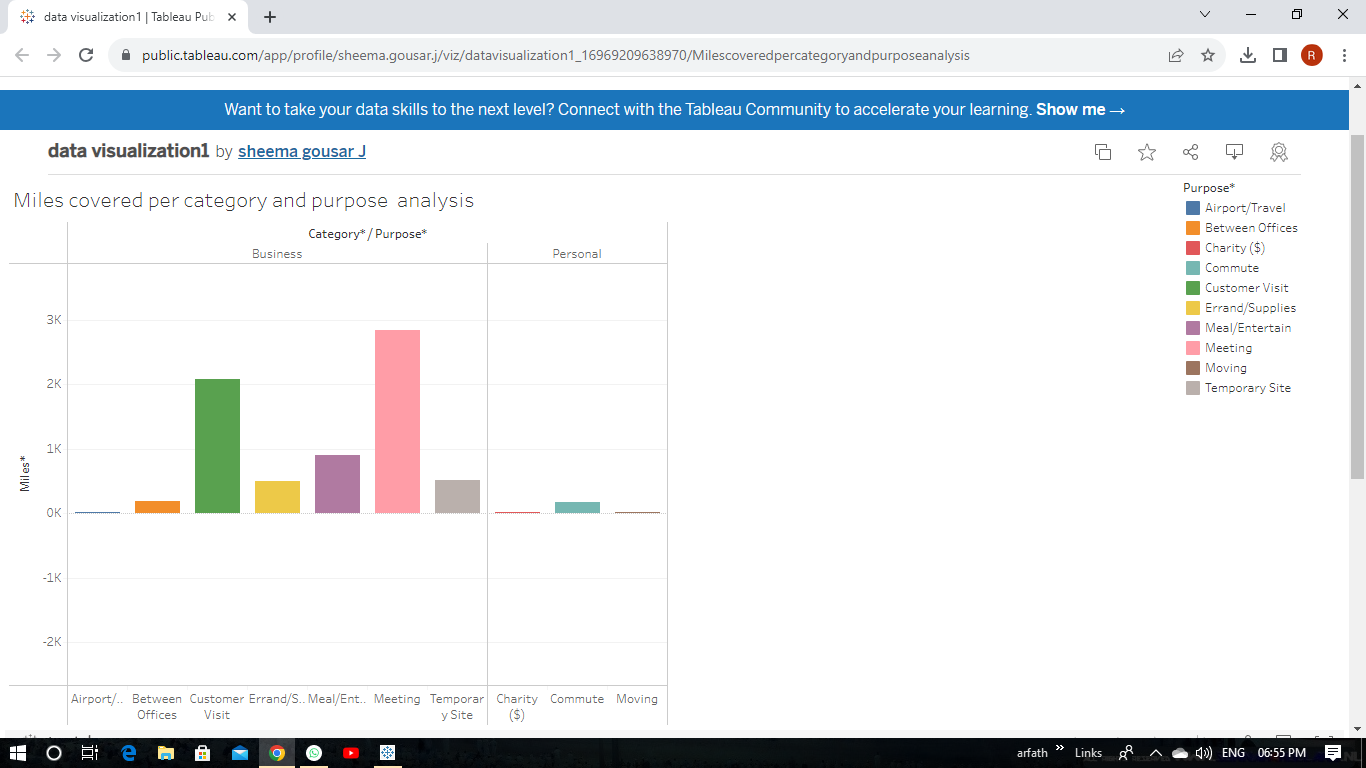 data visualization1 | Tableau Pub
public.tableau.com/app/profile/sheema.gousar.j/viz/datavisualization1_16969209638970/Milescoveredpercategoryandpurposeanalysis
R
Want to take your data skills to the next level? Connect with the Tableau Community to accelerate your learning. Show me →
data visualization1 by sheema gousar J
Miles covered per category and purpose analysis
Category* / Purpose*
Business
Personal
3K
2K
1K
0K
-1K
-2K
Miles*
Airport/.. Between Offices Customer Visit Errand/S.. Meal/Ent.. Meeting Temporary Site Charity ($) Commute Moving
Purpose*
Airport/Travel
Between Offices
Charity ($)
Commute
Customer Visit
Errand/Supplies
Meal/Entertain
Meeting
Moving
Temporary Site
arfath » Links ENG 06:55 PM